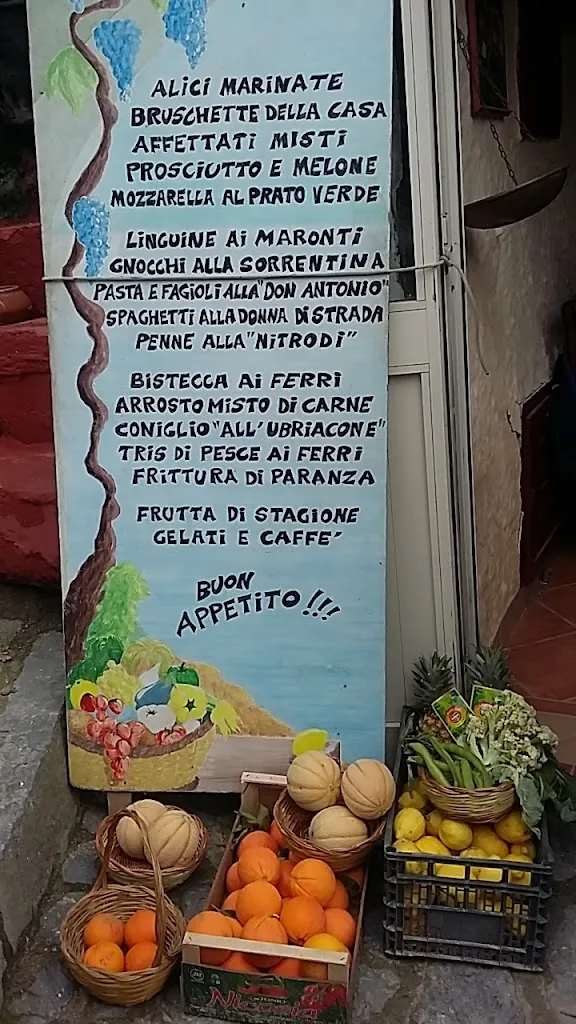 ALICI MARINATE
BRUSCHETTE DELLA CASA
AFFETTATI MISTI
PROSCIUTTO E MELONE
MOZZARELLA AL PRATO VERDE
LINGUINE AI MARONTI
GNOCCHI ALLA SORRENTINA
PASTA E FAGIOLI ALLA "DON ANTONIO"
SPAGHETTI ALLA DONNA DI STRADA
PENNE ALLA "NITRODI"
BISTECCA AI FERRI
ARROSTO MISTO DI CARNE
CONIGLIO "ALL'UBRIACONE"
TRIS DI PESCE AI FERRI
FRITTURA DI PARANZA
FRUTTA DI STAGIONE
GELATI E CAFFE'
BUON
APPETITO!!!